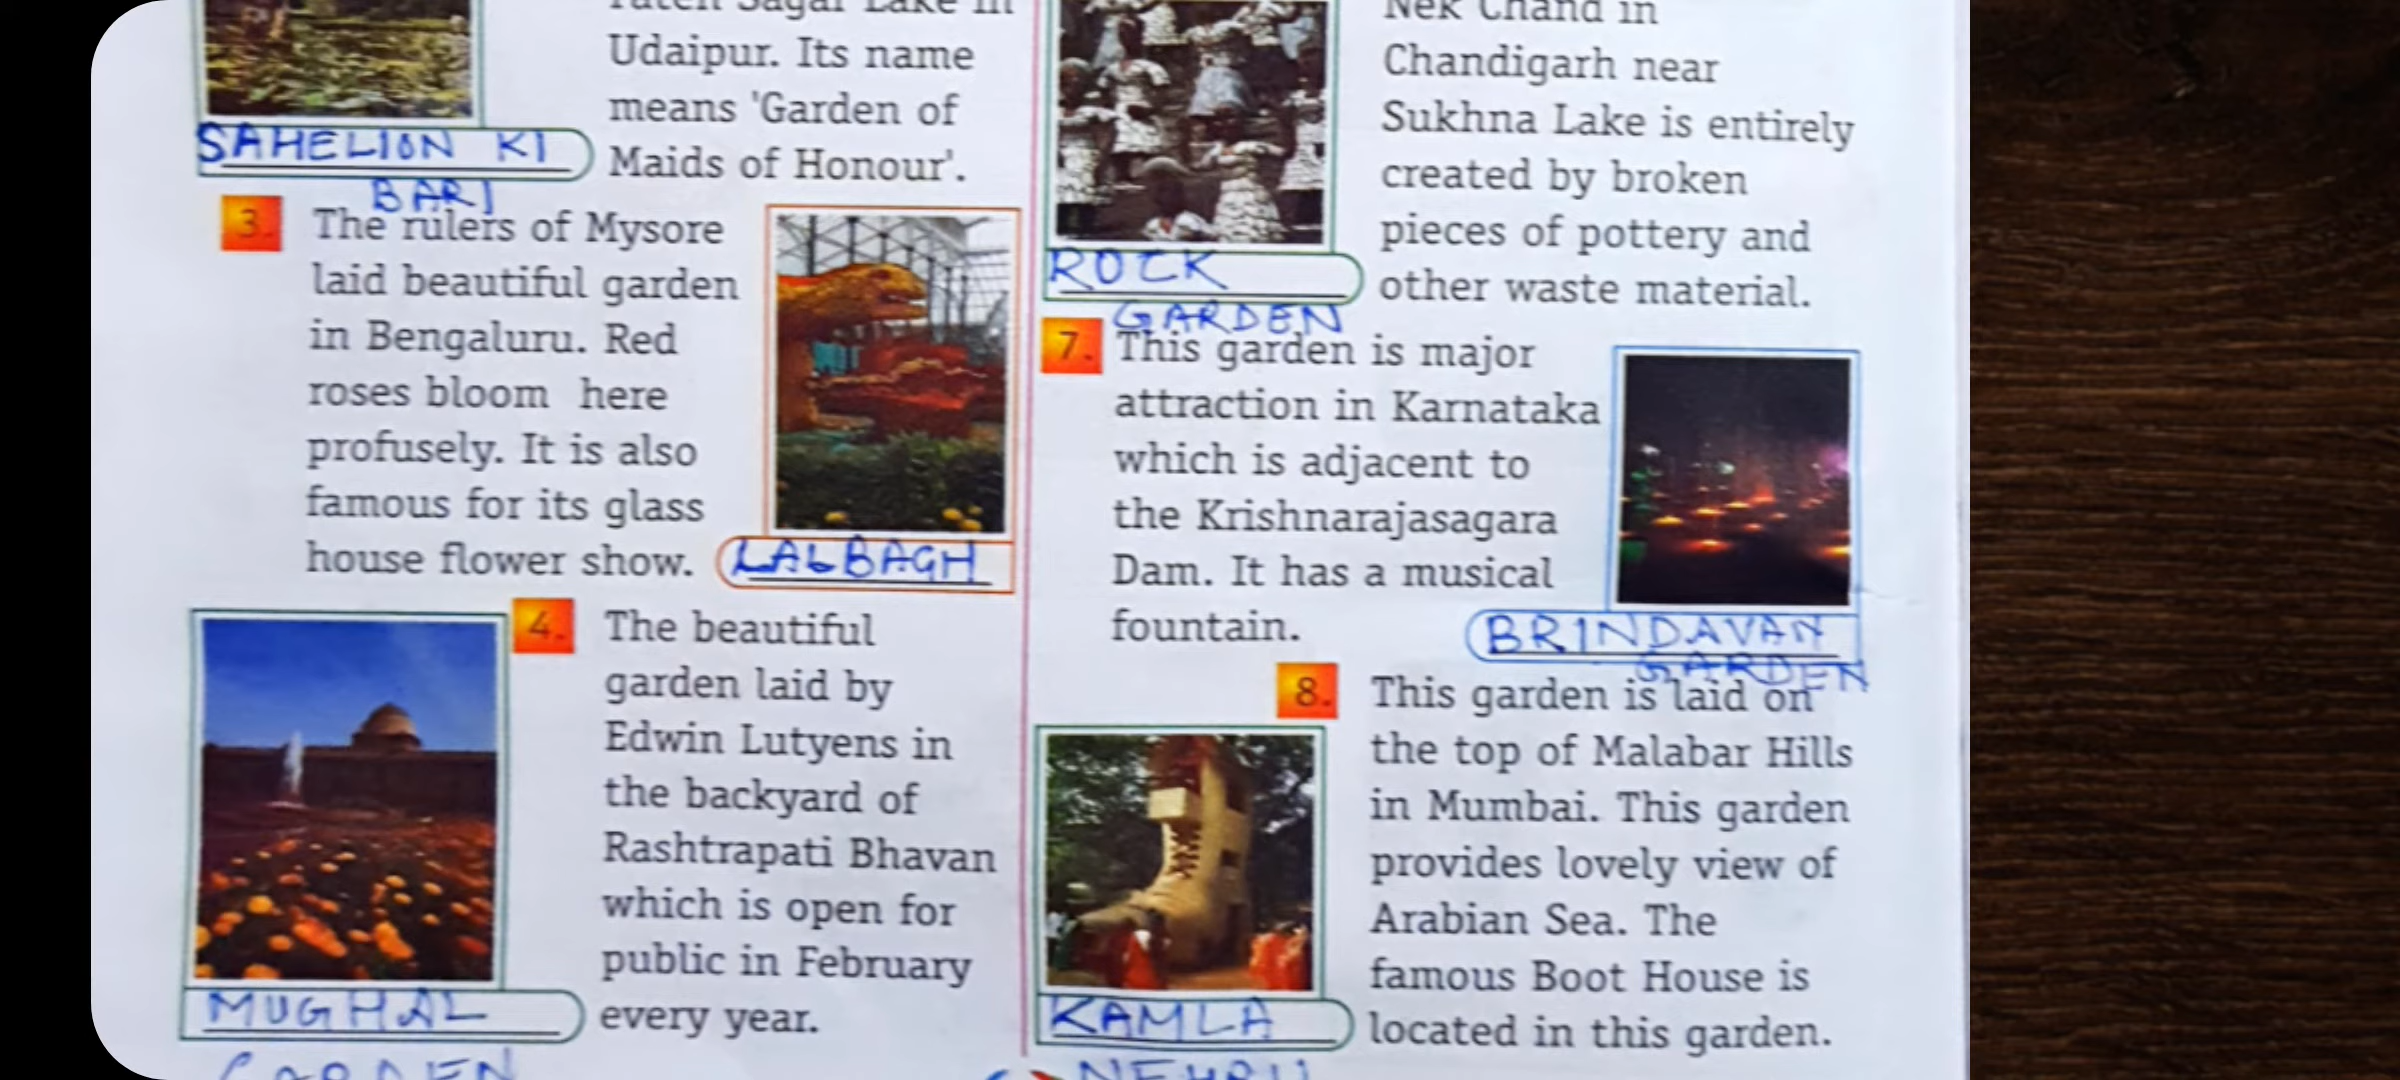 Udaipur. Its name
means 'Garden of
Maids of Honour'.
SAHELION KI
BARI
3. The rulers of Mysore
laid beautiful garden
in Bengaluru. Red
roses bloom here
profusely. It is also
famous for its glass
house flower show.
LALBAGH
4. The beautiful
garden laid by
Edwin Lutyens in
the backyard of
Rashtrapati Bhavan
which is open for
public in February
every year.
MUGHAL
GARDEN
Nek Chand in
Chandigarh near
Sukhna Lake is entirely
created by broken
pieces of pottery and
other waste material.
ROCK
GARDEN
7. This garden is major
attraction in Karnataka
which is adjacent to
the Krishnarajasagara
Dam. It has a musical
fountain.
BRINDAVAN
GARDEN
8. This garden is laid on
the top of Malabar Hills
in Mumbai. This garden
provides lovely view of
Arabian Sea. The
famous Boot House is
located in this garden.
KAMLA
NEHRU